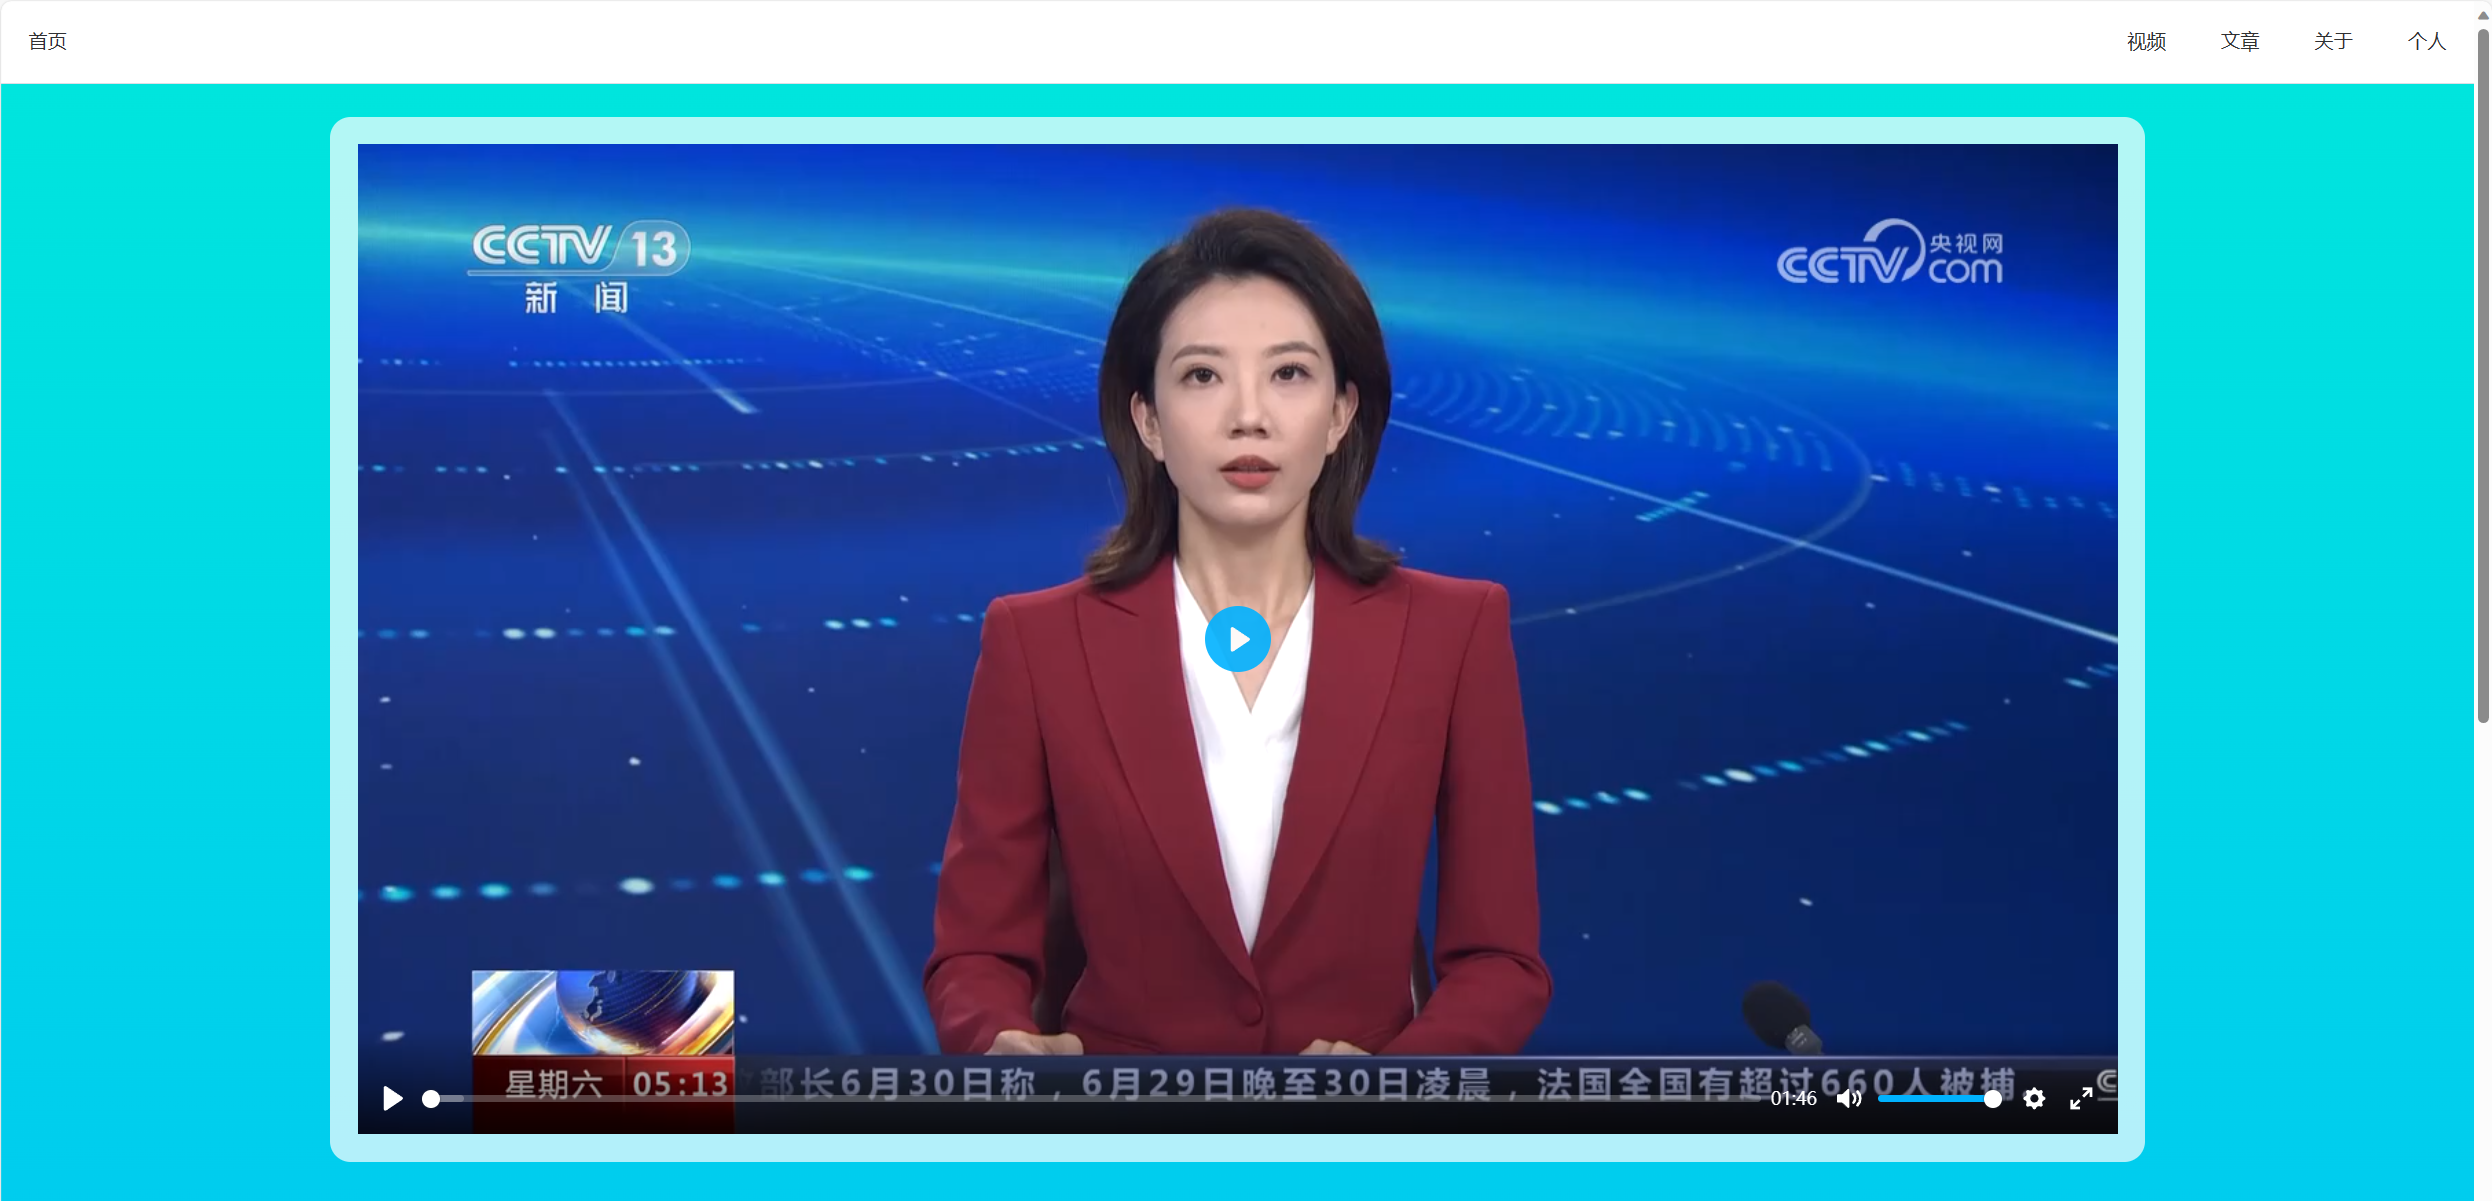 首页
视频 文章 关于 个人
CCTV 13
新闻
央视网
CCTV com
星期六 05:13 部长6月30日称，6月29日晚至30日凌晨，法国全国有超过660人被捕
01:46